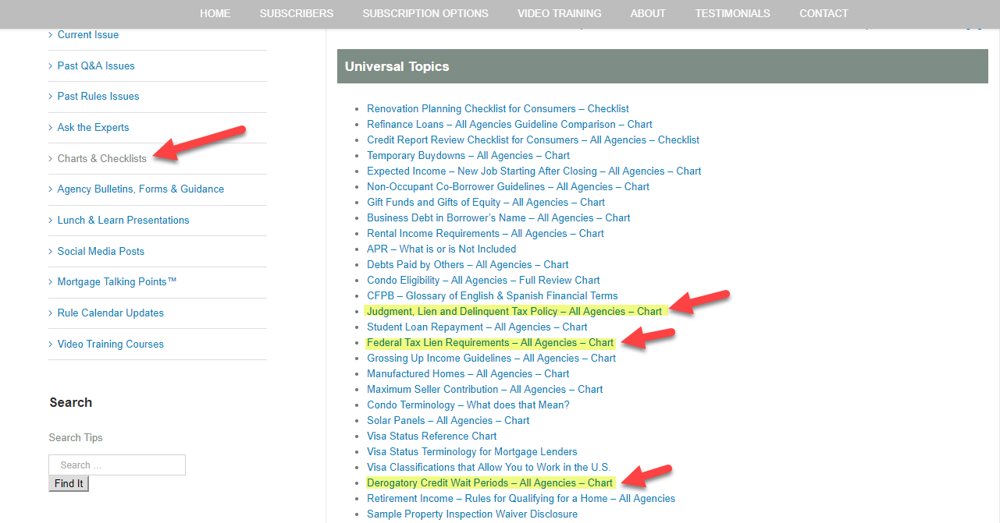 HOME SUBSCRIBERS SUBSCRIPTION OPTIONS VIDEO TRAINING ABOUT TESTIMONIALS CONTACT
Current Issue
Past Q&A Issues
Past Rules Issues
Ask the Experts
Charts & Checklists
Agency Bulletins, Forms & Guidance
Lunch & Learn Presentations
Social Media Posts
Mortgage Talking Points™
Rule Calendar Updates
Video Training Courses
Search
Search Tips
Search ...
Find It
Universal Topics
Renovation Planning Checklist for Consumers – Checklist
Refinance Loans – All Agencies Guideline Comparison – Chart
Credit Report Review Checklist for Consumers – All Agencies – Checklist
Temporary Buydowns – All Agencies – Chart
Expected Income – New Job Starting After Closing – All Agencies – Chart
Non-Occupant Co-Borrower Guidelines – All Agencies – Chart
Gift Funds and Gifts of Equity – All Agencies – Chart
Business Debt in Borrower’s Name – All Agencies – Chart
Rental Income Requirements – All Agencies – Chart
APR – What is or is Not Included
Debts Paid by Others – All Agencies – Chart
Condo Eligibility – All Agencies – Full Review Chart
CFPB – Glossary of English & Spanish Financial Terms
Judgment, Lien and Delinquent Tax Policy – All Agencies – Chart
Student Loan Repayment – All Agencies – Chart
Federal Tax Lien Requirements – All Agencies – Chart
Grossing Up Income Guidelines – All Agencies – Chart
Manufactured Homes – All Agencies – Chart
Maximum Seller Contribution – All Agencies – Chart
Condo Terminology – What does that Mean?
Solar Panels – All Agencies – Chart
Visa Status Reference Chart
Visa Status Terminology for Mortgage Lenders
Visa Classifications that Allow You to Work in the U.S.
Derogatory Credit Wait Periods – All Agencies – Chart
Retirement Income – Rules for Qualifying for a Home – All Agencies
Sample Property Inspection Waiver Disclosure